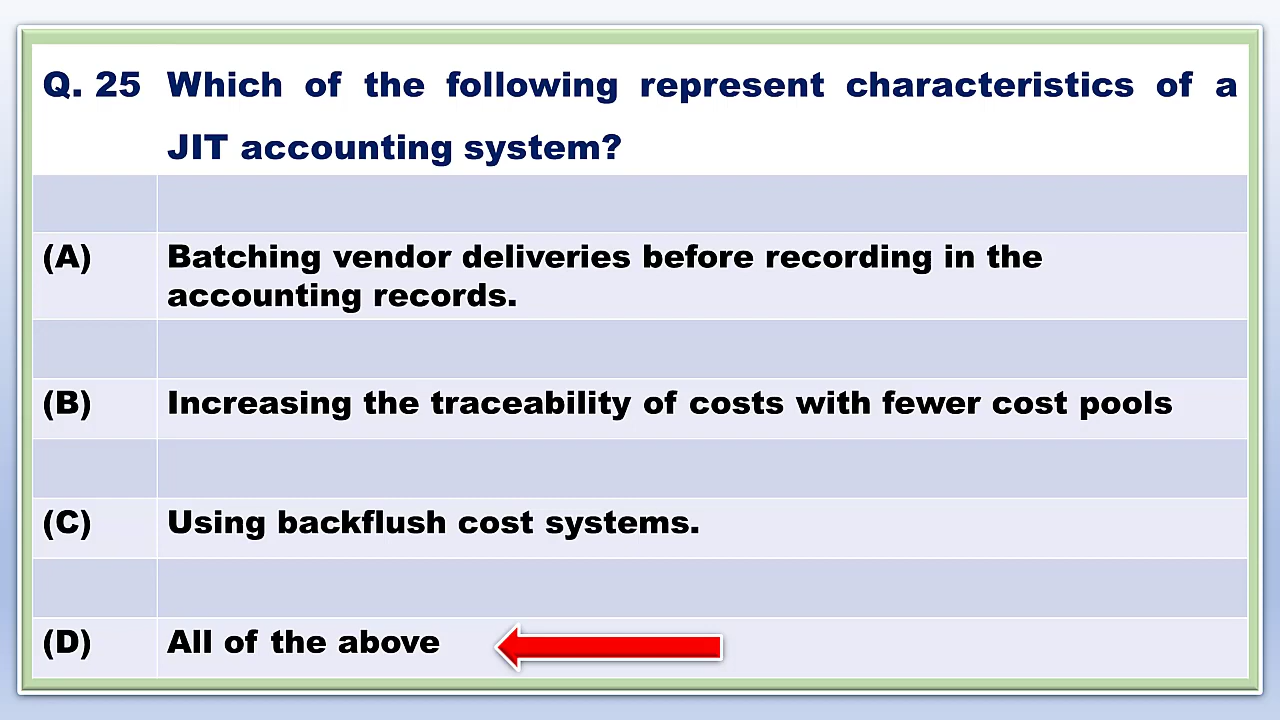 Q. 25 Which of the following represent characteristics of a
JIT accounting system?
(A) Batching vendor deliveries before recording in the
accounting records.
(B) Increasing the traceability of costs with fewer cost pools
(C) Using backflush cost systems.
(D) All of the above